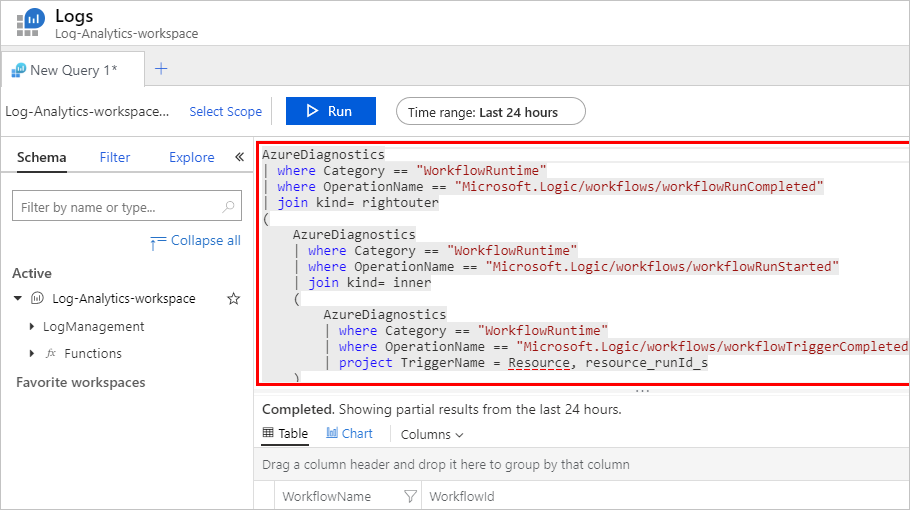 Logs
Log-Analytics-workspace
New Query 1*
Log-Analytics-workspace... Select Scope Run Time range: Last 24 hours
Schema Filter Explore «
Filter by name or type...
Collapse all
Active
Log-Analytics-workspace
LogManagement
fx Functions
Favorite workspaces
AzureDiagnostics
| where Category == "WorkflowRuntime"
| where OperationName == "Microsoft.Logic/workflows/workflowRunCompleted"
| join kind= rightouter
(
AzureDiagnostics
| where Category == "WorkflowRuntime"
| where OperationName == "Microsoft.Logic/workflows/workflowRunStarted"
| join kind= inner
(
AzureDiagnostics
| where Category == "WorkflowRuntime"
| where OperationName == "Microsoft.Logic/workflows/workflowTriggerCompleted
| project TriggerName = Resource, resource_runId_s
)
...
Completed. Showing partial results from the last 24 hours.
Table Chart Columns
Drag a column header and drop it here to group by that column
WorkflowName WorkflowId